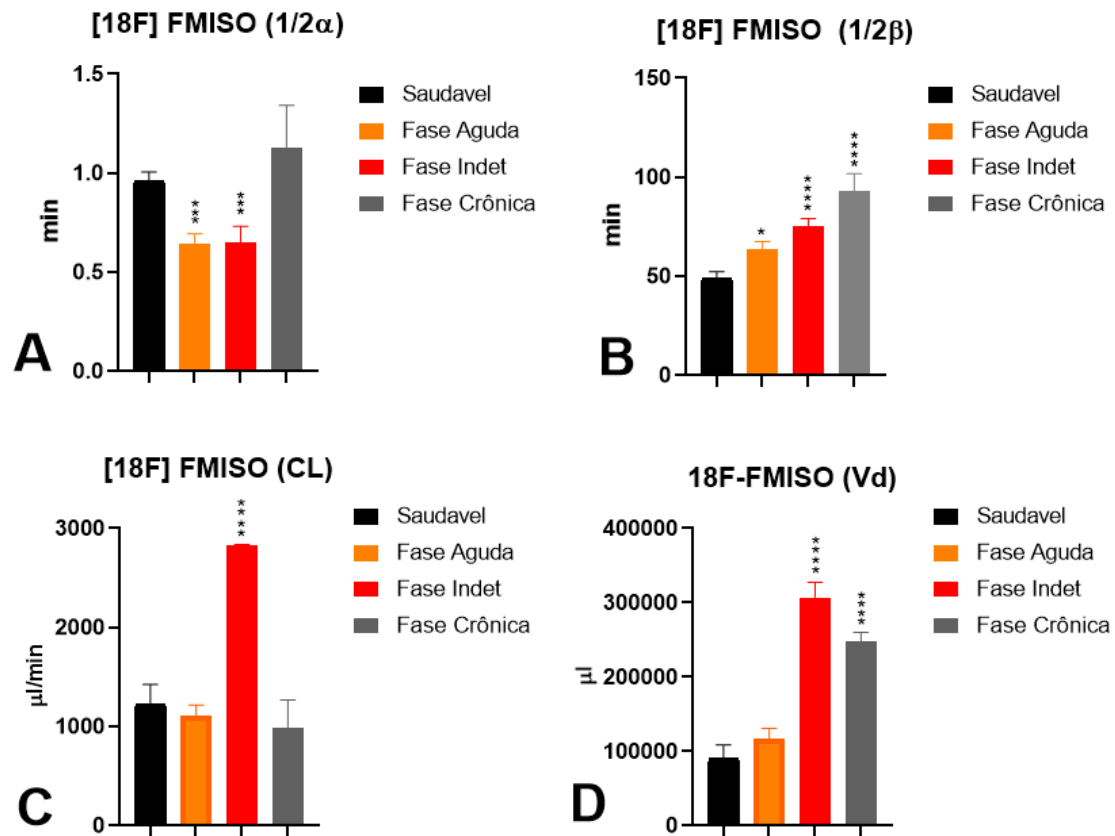 [18F] FMISO (1/2α)
1.5
1.0
0.5
0.0
min
***
***
Saudavel
Fase Aguda
Fase Indet
Fase Crônica
A
[18F] FMISO (1/2β)
150
100
50
0
min
*
****
****
Saudavel
Fase Aguda
Fase Indet
Fase Crônica
B
[18F] FMISO (CL)
3000
2000
1000
0
µl/min
****
Saudavel
Fase Aguda
Fase Indet
Fase Crônica
C
18F-FMISO (Vd)
400000
300000
200000
100000
0
µl
****
****
Saudavel
Fase Aguda
Fase Indet
Fase Crônica
D